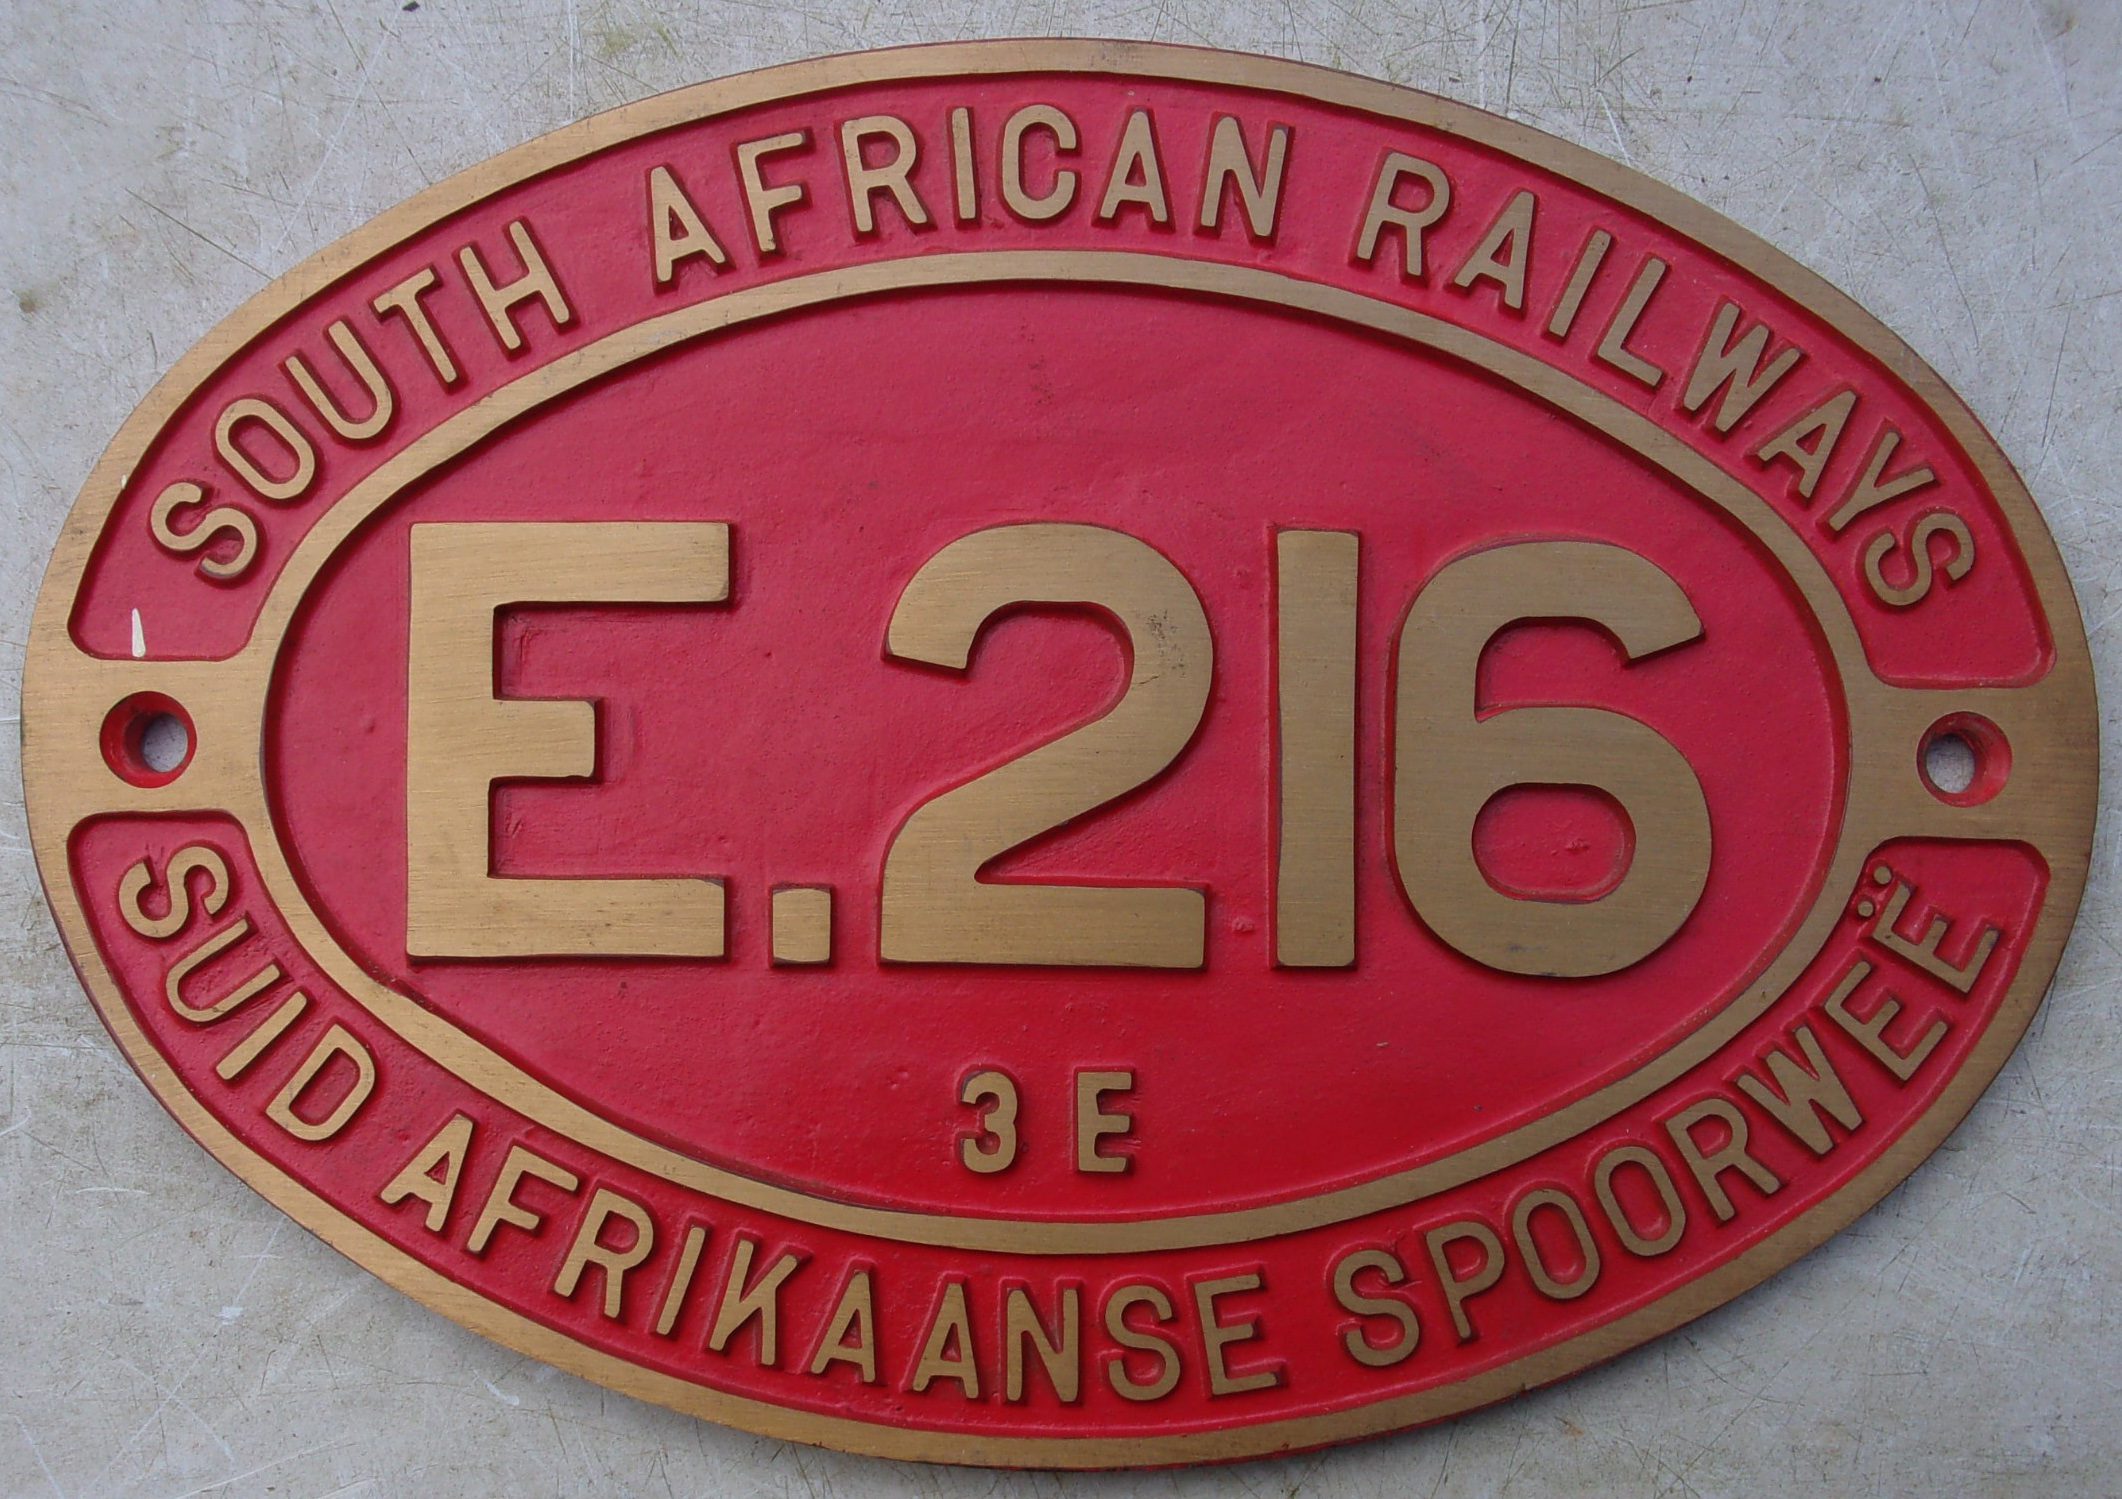 SOUTH AFRICAN RAILWAYS
E.216
3 E
SUID AFRIKAANSE SPOORWEË